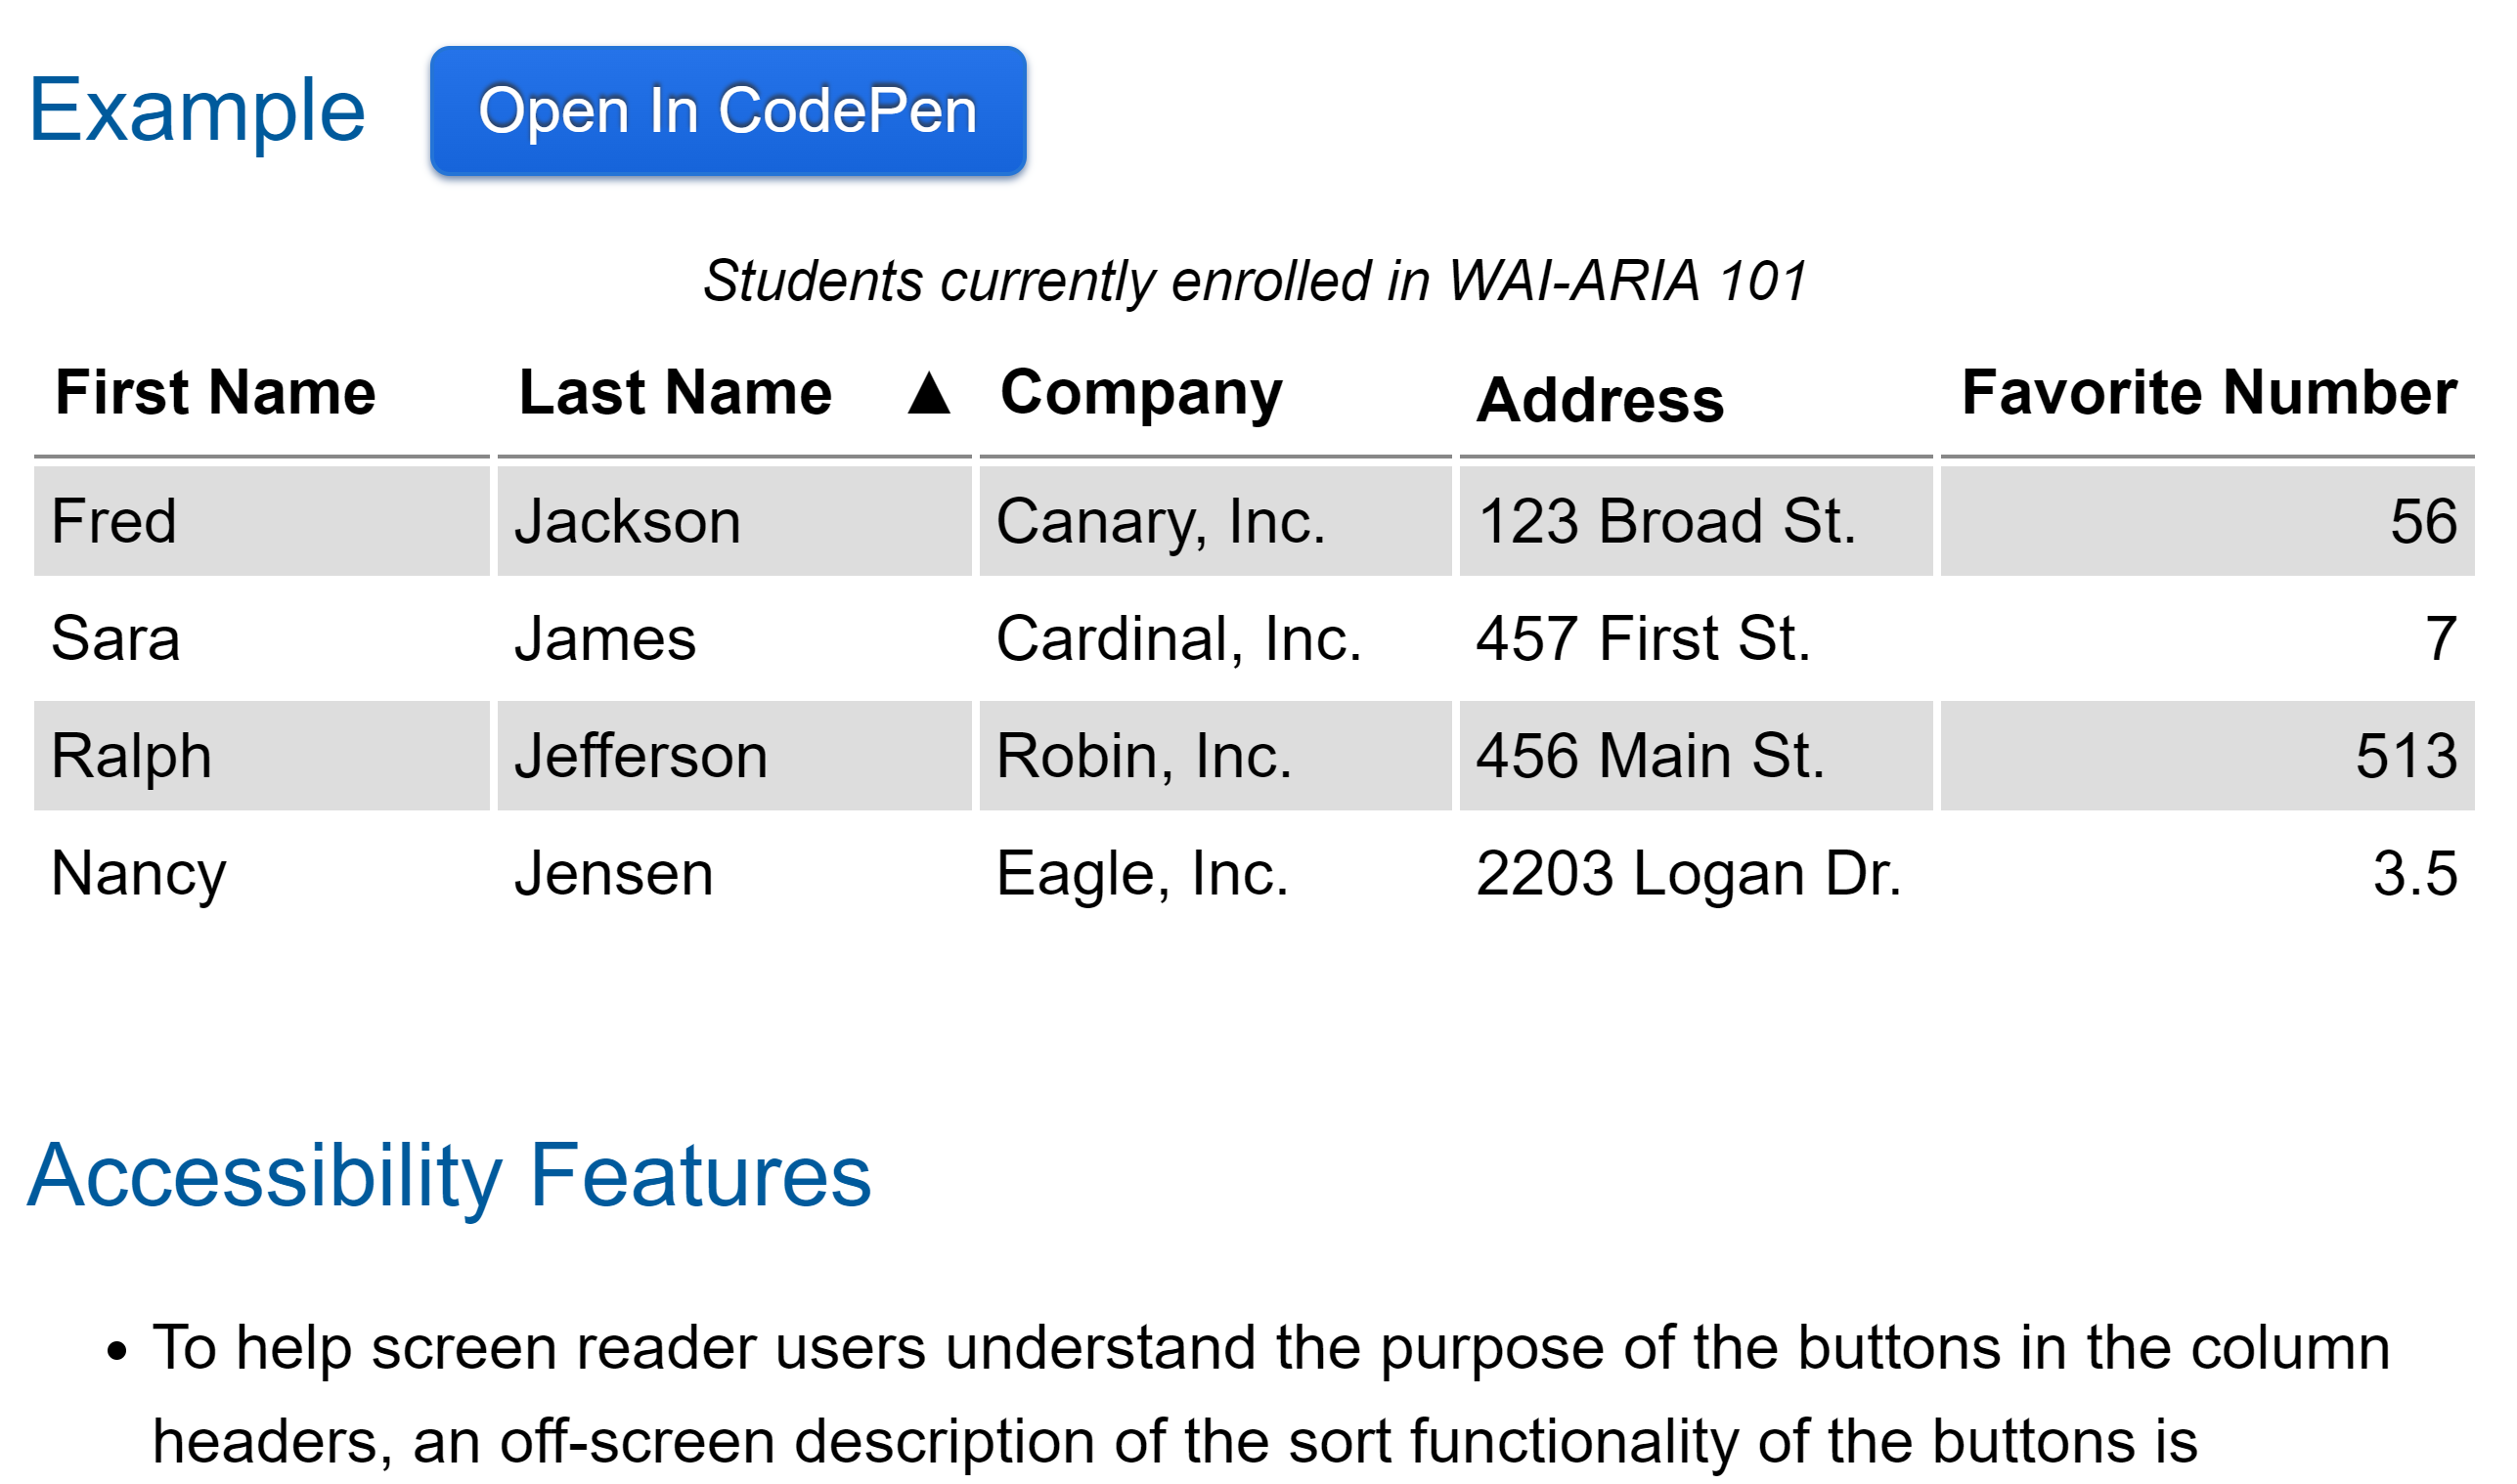 Example Open In CodePen
Students currently enrolled in WAI-ARIA 101
First Name Last Name ▲ Company Address Favorite Number
Fred Jackson Canary, Inc. 123 Broad St. 56
Sara James Cardinal, Inc. 457 First St. 7
Ralph Jefferson Robin, Inc. 456 Main St. 513
Nancy Jensen Eagle, Inc. 2203 Logan Dr. 3.5
Accessibility Features
• To help screen reader users understand the purpose of the buttons in the column
headers, an off-screen description of the sort functionality of the buttons is